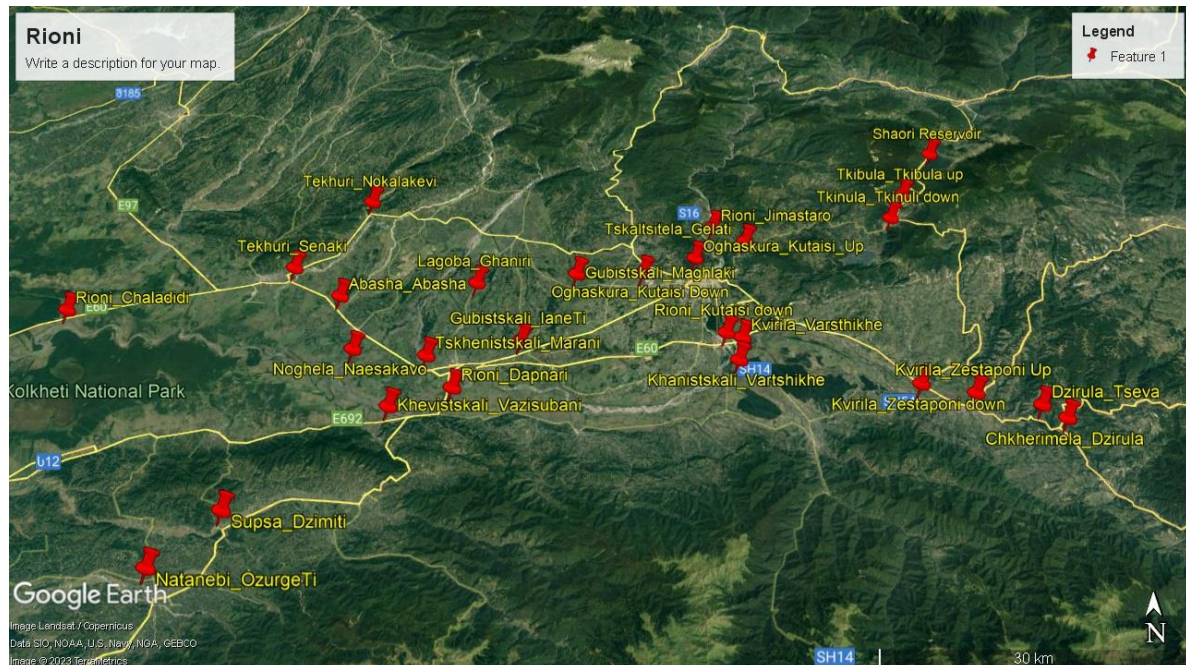 Rioni
Write a description for your map.
Legend
Feature 1
შ185
Shaori Reservoir
Tkibula_Tkibula up
Tekhuri_Nokalakevi
Tkinula_Tkinuli down
E97
S16
Rioni_Jimastaro
Tskaltsitela_Gelati
Tekhuri_Senaki
Oghaskura_Kutaisi_Up
Lagoba_Ghaniri
Gubistskali_Maghlaki
Abasha_Abasha
Oghaskura_Kutaisi Down
Rioni_Chaladidi
E60
Rioni_Kutaisi down
Gubistskali_IaneTi
Kvirila_Varsthikhe
Tskhenistskali_Marani
E60
Noghela_Naesakavo
SH14
Kvirila_Zestaponi Up
Rioni_Dapnari
Khanistskali_Vartshikhe
Kolkheti National Park
Dzirula_Tseva
Khevistskali_Vazisubani
Kvirila_Zestaponi down
E692
Chkherimela_Dzirula
ს12
Supsa_Dzimiti
Natanebi_OzurgeTi
Google Earth
Image Landsat / Copernicus
Data SIO, NOAA, U.S. Navy, NGA, GEBCO
Image © 2023 TerraMetrics
SH14
30 km
N